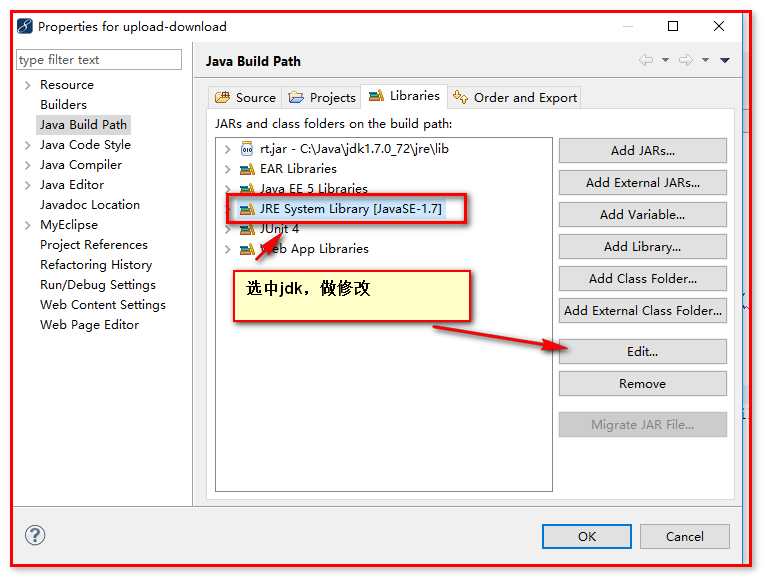 Properties for upload-download
type filter text
Resource
Builders
Java Build Path
Java Code Style
Java Compiler
Java Editor
Javadoc Location
MyEclipse
Project References
Refactoring History
Run/Debug Settings
Web Content Settings
Web Page Editor
Java Build Path
Source
Projects
Libraries
Order and Export
JARs and class folders on the build path:
rt.jar - C:\Java\jdk1.7.0_72\jre\lib
EAR Libraries
Java EE 5 Libraries
JRE System Library [JavaSE-1.7]
JUnit 4
Web App Libraries
选中jdk，做修改
Add JARs...
Add External JARs...
Add Variable...
Add Library...
Add Class Folder...
Add External Class Folder...
Edit...
Remove
Migrate JAR File...
OK
Cancel